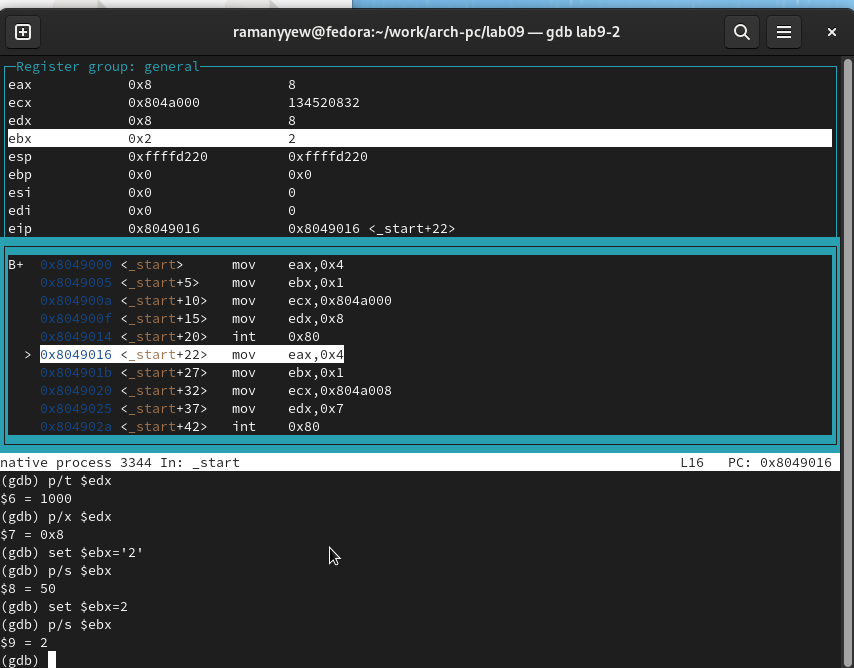 ramanyyew@fedora:~/work/arch-pc/lab09 — gdb lab9-2
Register group: general
eax 0x8 8
ecx 0x804a000 134520832
edx 0x8 8
ebx 0x2 2
esp 0xffffd220 0xffffd220
ebp 0x0 0x0
esi 0x0 0
edi 0x0 0
eip 0x8049016 0x8049016 <_start+22>
B+ 0x8049000 <_start> mov eax,0x4
0x8049005 <_start+5> mov ebx,0x1
0x804900a <_start+10> mov ecx,0x804a000
0x804900f <_start+15> mov edx,0x8
0x8049014 <_start+20> int 0x80
> 0x8049016 <_start+22> mov eax,0x4
0x804901b <_start+27> mov ebx,0x1
0x8049020 <_start+32> mov ecx,0x804a008
0x8049025 <_start+37> mov edx,0x7
0x804902a <_start+42> int 0x80
native process 3344 In: _start L16 PC: 0x8049016
(gdb) p/t $edx
$6 = 1000
(gdb) p/x $edx
$7 = 0x8
(gdb) set $ebx='2'
(gdb) p/s $ebx
$8 = 50
(gdb) set $ebx=2
(gdb) p/s $ebx
$9 = 2
(gdb)